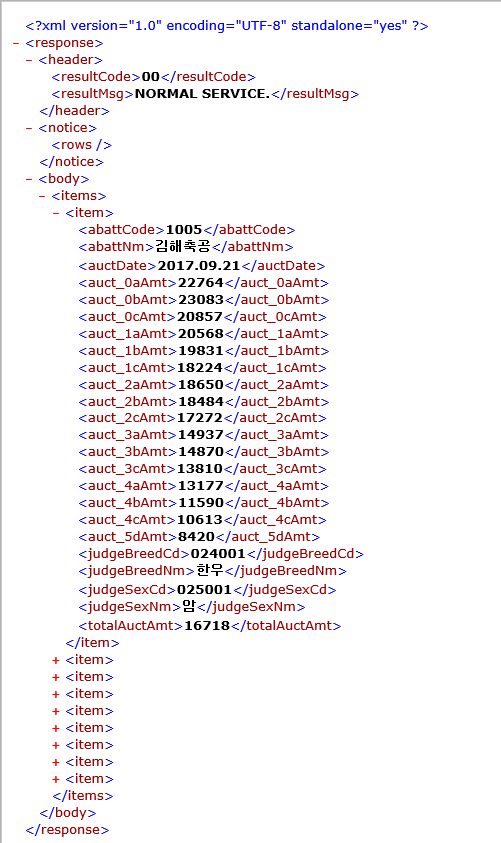 <?xml version="1.0" encoding="UTF-8" standalone="yes" ?>
- <response>
- <header>
<resultCode>00</resultCode>
<resultMsg>NORMAL SERVICE.</resultMsg>
</header>
- <notice>
<rows />
</notice>
- <body>
- <items>
- <item>
<abattCode>1005</abattCode>
<abattNm>김해축공</abattNm>
<auctDate>2017.09.21</auctDate>
<auct_0aAmt>22764</auct_0aAmt>
<auct_0bAmt>23083</auct_0bAmt>
<auct_0cAmt>20857</auct_0cAmt>
<auct_1aAmt>20568</auct_1aAmt>
<auct_1bAmt>19831</auct_1bAmt>
<auct_1cAmt>18224</auct_1cAmt>
<auct_2aAmt>18650</auct_2aAmt>
<auct_2bAmt>18484</auct_2bAmt>
<auct_2cAmt>17272</auct_2cAmt>
<auct_3aAmt>14937</auct_3aAmt>
<auct_3bAmt>14870</auct_3bAmt>
<auct_3cAmt>13810</auct_3cAmt>
<auct_4aAmt>13177</auct_4aAmt>
<auct_4bAmt>11590</auct_4bAmt>
<auct_4cAmt>10613</auct_4cAmt>
<auct_5dAmt>8420</auct_5dAmt>
<judgeBreedCd>024001</judgeBreedCd>
<judgeBreedNm>한우</judgeBreedNm>
<judgeSexCd>025001</judgeSexCd>
<judgeSexNm>암</judgeSexNm>
<totalAuctAmt>16718</totalAuctAmt>
</item>
+ <item>
+ <item>
+ <item>
+ <item>
+ <item>
+ <item>
+ <item>
+ <item>
</items>
</body>
</response>